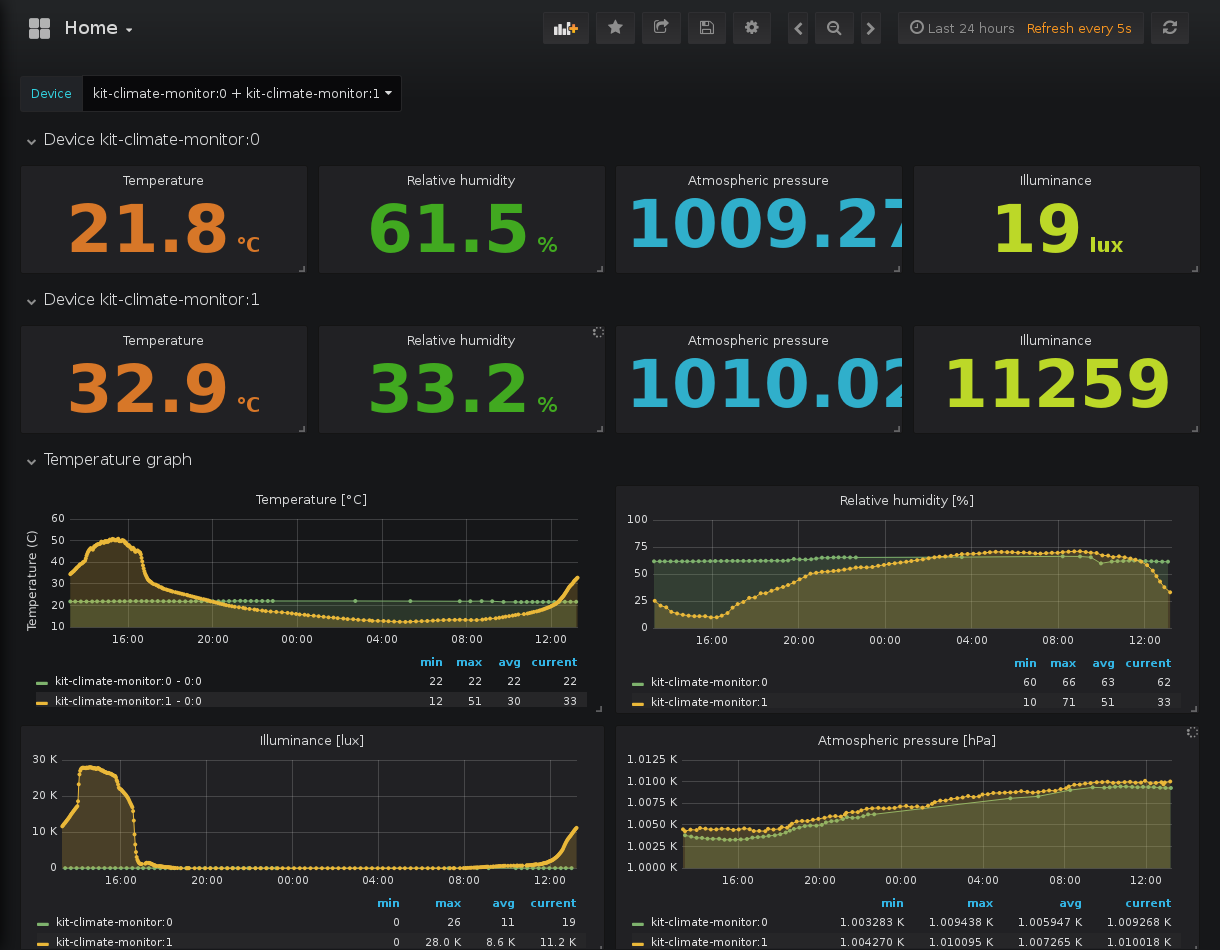 Home
Last 24 hours Refresh every 5s
Device kit-climate-monitor:0 + kit-climate-monitor:1
Device kit-climate-monitor:0
Temperature Relative humidity Atmospheric pressure Illuminance
21.8 °C 61.5 % 1009.27 19 lux
Device kit-climate-monitor:1
Temperature Relative humidity Atmospheric pressure Illuminance
32.9 °C 33.2 % 1010.02 11259
Temperature graph
Temperature [°C]
Temperature (C)
60
50
40
30
20
10
16:00 20:00 00:00 04:00 08:00 12:00
min max avg current
kit-climate-monitor:0 - 0:0 22 22 22 22
kit-climate-monitor:1 - 0:0 12 51 30 33
Relative humidity [%]
100
75
50
25
0
16:00 20:00 00:00 04:00 08:00 12:00
min max avg current
kit-climate-monitor:0 60 66 63 62
kit-climate-monitor:1 10 71 51 33
Illuminance [lux]
30 K
20 K
10 K
0
16:00 20:00 00:00 04:00 08:00 12:00
min max avg current
kit-climate-monitor:0 0 26 11 19
kit-climate-monitor:1 0 28.0 K 8.6 K 11.2 K
Atmospheric pressure [hPa]
1.0125 K
1.0100 K
1.0075 K
1.0050 K
1.0025 K
1.0000 K
16:00 20:00 00:00 04:00 08:00 12:00
min max avg current
kit-climate-monitor:0 1.003283 K 1.009438 K 1.005947 K 1.009268 K
kit-climate-monitor:1 1.004270 K 1.010095 K 1.007265 K 1.010018 K